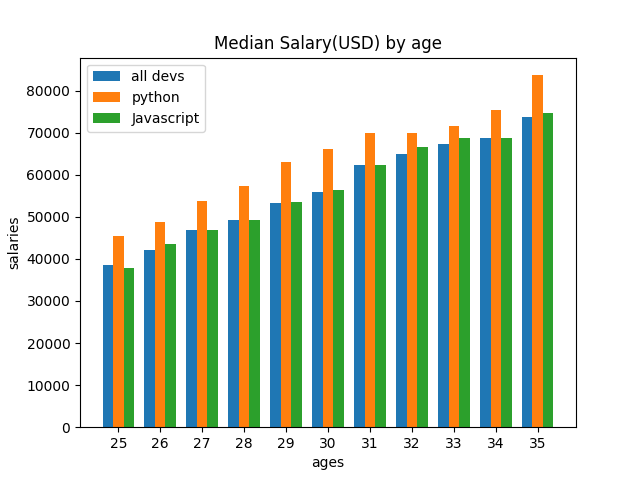 Median Salary(USD) by age
all devs
python
Javascript
salaries
80000
70000
60000
50000
40000
30000
20000
10000
0
25 26 27 28 29 30 31 32 33 34 35
ages